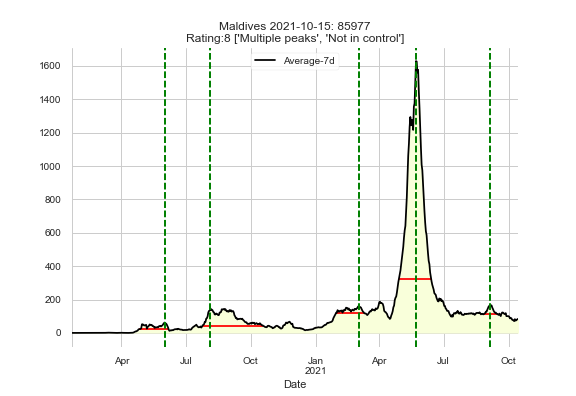 Maldives 2021-10-15: 85977
Rating:8 ['Multiple peaks', 'Not in control']
Average-7d
1600
1400
1200
1000
800
600
400
200
0
Apr Jul Oct Jan Apr Jul Oct
2021
Date